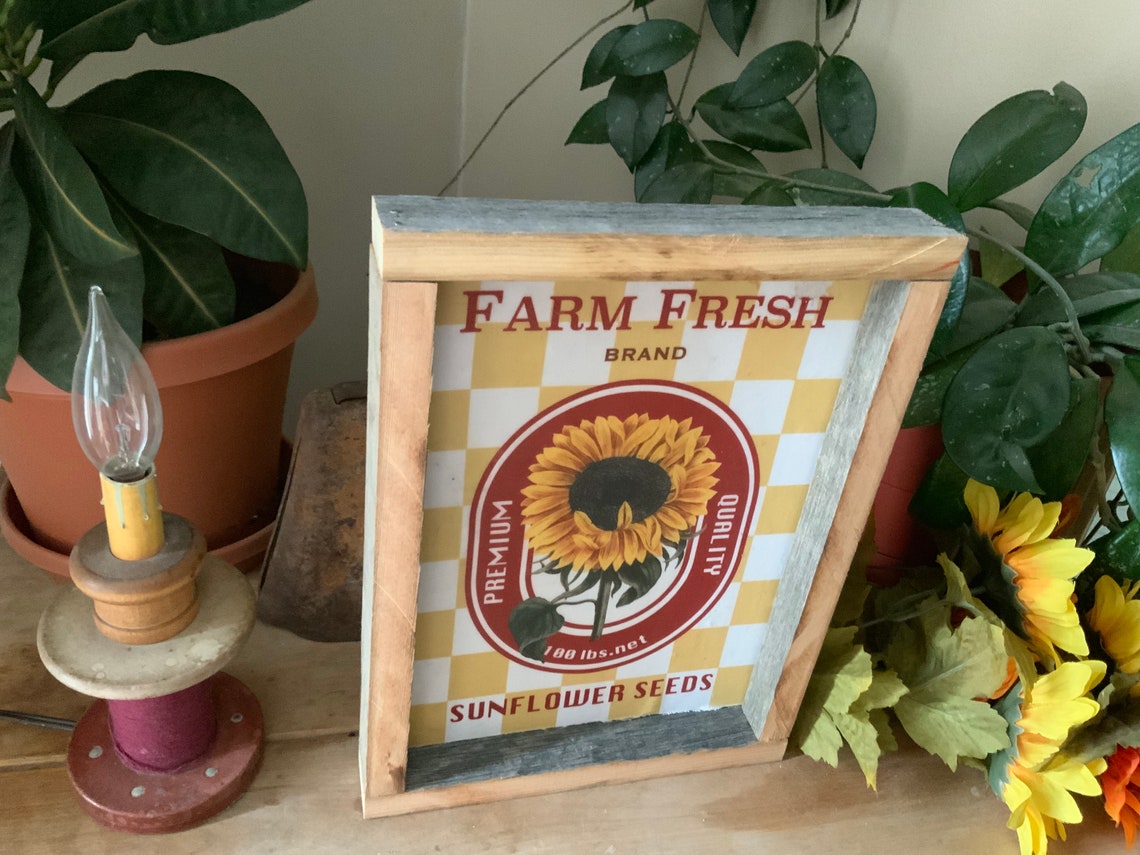 FARM FRESH
BRAND
PREMIUM
QUALITY
100 lbs.net
SUNFLOWER SEEDS